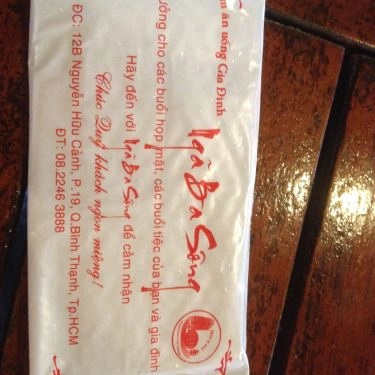 ăn uống Gia Định
Ngã Ba Sông
cho các buổi họp mặt, các buổi tiệc của bạn và gia đình
Hãy đến với Ngã Ba Sông để cảm nhận
Chúc Quý khách ngon miệng!
ĐC: 12B Nguyễn Hữu Cảnh, P.19, Q.Bình Thạnh, Tp.HCM
ĐT: 08.2246 3888